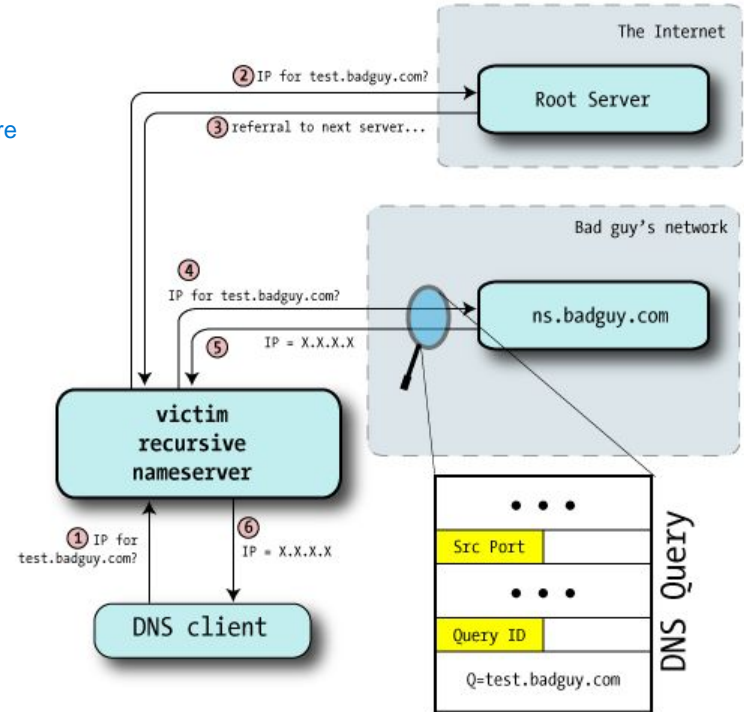 The Internet
② IP for test.badguy.com?
Root Server
③ referral to next server...
re
Bad guy's network
④
IP for test.badguy.com?
ns.badguy.com
⑤ IP = X.X.X.X
victim
recursive
nameserver
① IP for
test.badguy.com?
⑥
IP = X.X.X.X
DNS client
• • •
Src Port
• • •
Query ID
Q=test.badguy.com
DNS Query